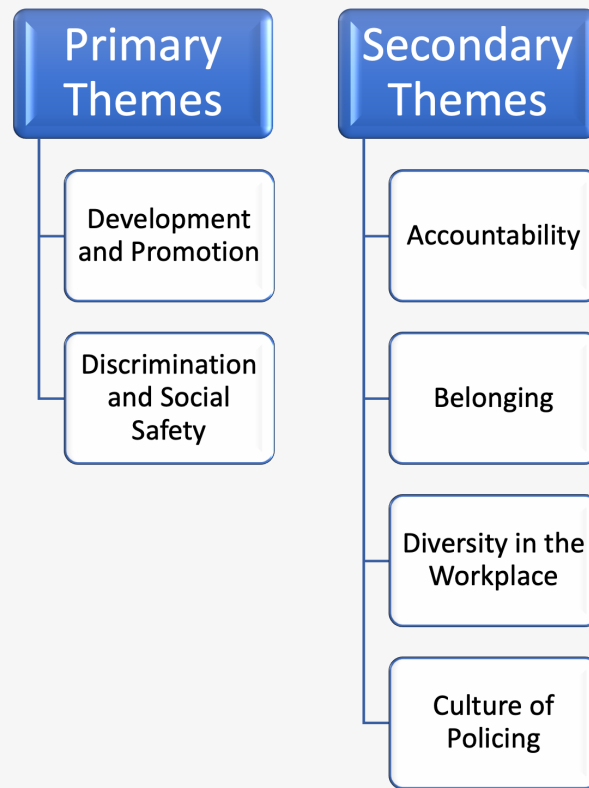 Primary
Themes
Development
and Promotion
Discrimination
and Social
Safety
Secondary
Themes
Accountability
Belonging
Diversity in the
Workplace
Culture of
Policing